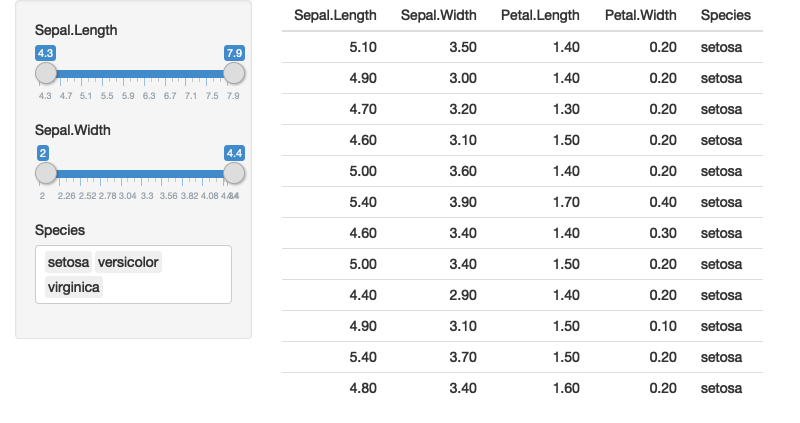 Sepal.Length
4.3 7.9
4.3 4.7 5.1 5.5 5.9 6.3 6.7 7.1 7.5 7.9
Sepal.Width
2 4.4
2 2.26 2.52 2.78 3.04 3.3 3.56 3.82 4.08 4.4
Species
setosa versicolor
virginica
Sepal.Length Sepal.Width Petal.Length Petal.Width Species
5.10 3.50 1.40 0.20 setosa
4.90 3.00 1.40 0.20 setosa
4.70 3.20 1.30 0.20 setosa
4.60 3.10 1.50 0.20 setosa
5.00 3.60 1.40 0.20 setosa
5.40 3.90 1.70 0.40 setosa
4.60 3.40 1.40 0.30 setosa
5.00 3.40 1.50 0.20 setosa
4.40 2.90 1.40 0.20 setosa
4.90 3.10 1.50 0.10 setosa
5.40 3.70 1.50 0.20 setosa
4.80 3.40 1.60 0.20 setosa